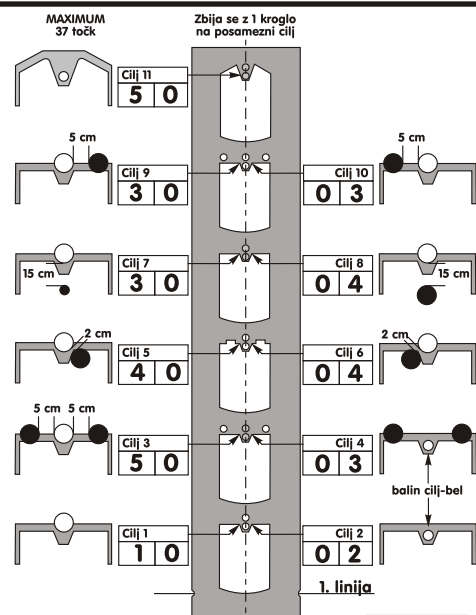 MAXIMUM
37 točk
Zbija se z 1 kroglo
na posamezni cilj
Cilj 11
5 0
5 cm
Cilj 9
3 0
Cilj 10
0 3
5 cm
15 cm
Cilj 7
3 0
Cilj 8
0 4
15 cm
2 cm
Cilj 5
4 0
Cilj 6
0 4
2 cm
5 cm 5 cm
Cilj 3
5 0
Cilj 4
0 3
balin cilj-bel
Cilj 1
1 0
Cilj 2
0 2
1. linija